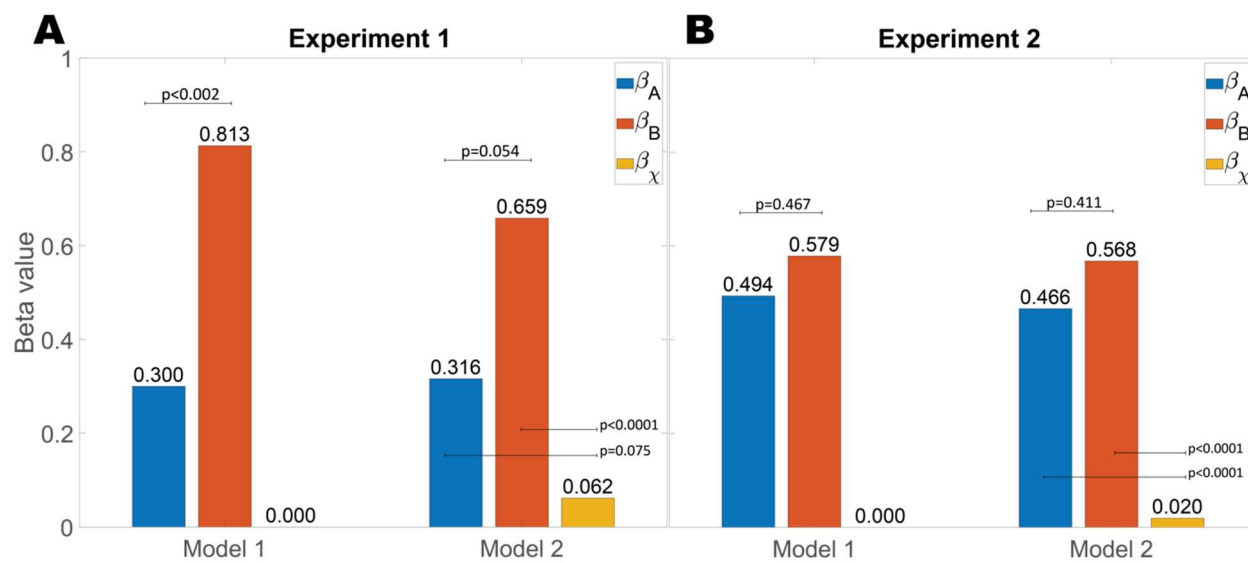 A
Experiment 1
Beta value
1
0.8
0.6
0.4
0.2
0
p<0.002
0.813
0.300
0.000
p=0.054
0.659
0.316
p<0.0001
p=0.075
0.062
βA
βB
βχ
Model 1
Model 2
B
Experiment 2
p=0.467
0.579
0.494
0.000
p=0.411
0.568
0.466
p<0.0001
p<0.0001
0.020
βA
βB
βχ
Model 1
Model 2